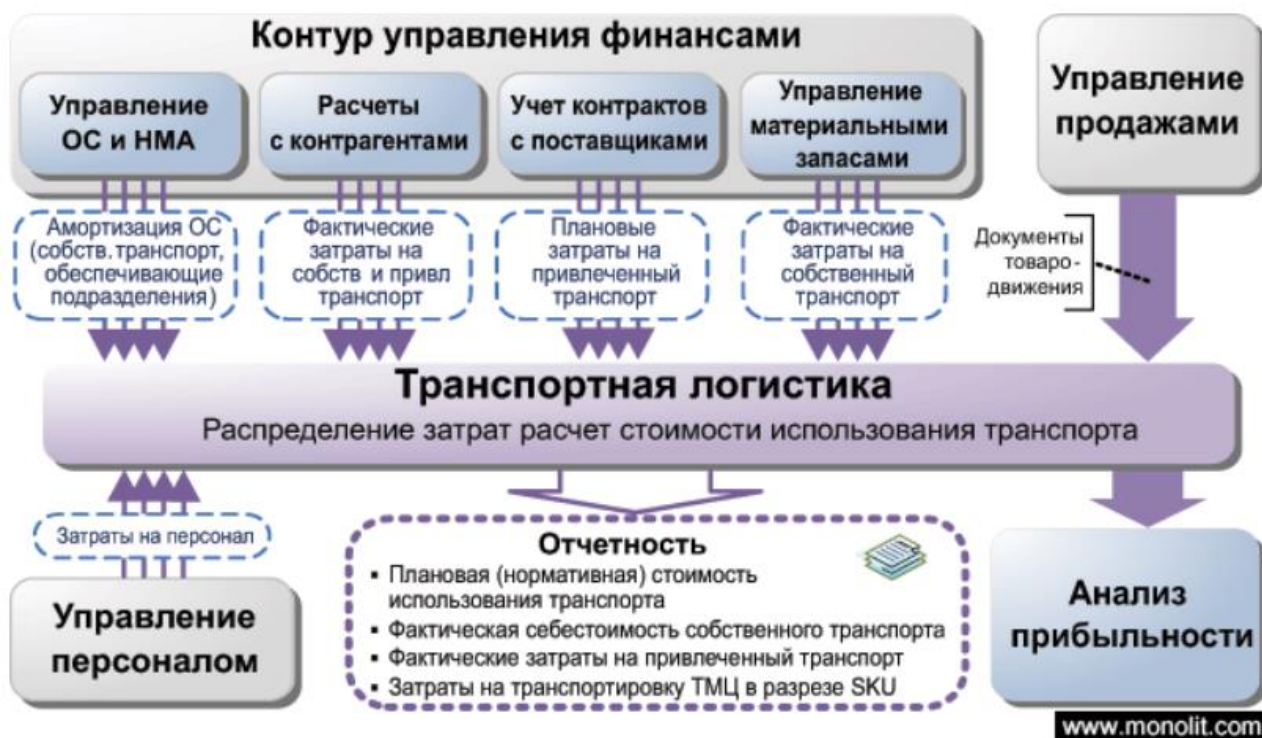 Контур управления финансами
Управление
ОС и НМА
Расчеты
с контрагентами
Учет контрактов
с поставщиками
Управление
материальными
запасами
Управление
продажами
Амортизация ОС
(собств. транспорт,
обеспечивающие
подразделения)
Фактические
затраты на
собств и привл
транспорт
Плановые
затраты на
привлеченный
транспорт
Фактические
затраты на
собственный
транспорт
Документы
товаро-
движения
Транспортная логистика
Распределение затрат расчет стоимости использования транспорта
Затраты на персонал
Управление
персоналом
Отчетность
▪ Плановая (нормативная) стоимость
использования транспорта
▪ Фактическая себестоимость собственного транспорта
▪ Фактические затраты на привлеченный транспорт
▪ Затраты на транспортировку ТМЦ в разрезе SKU
Анализ
прибыльности
www.monolit.com